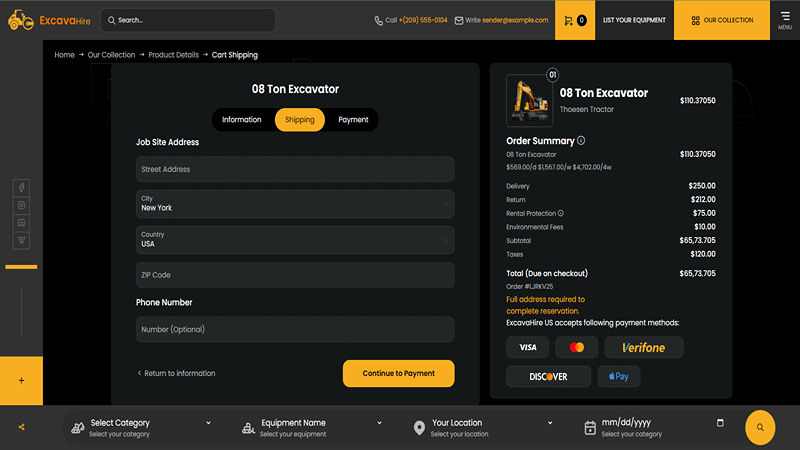 ExcavaHire
Search...
Call +(209) 555-0104
Write sender@example.com
0
LIST YOUR EQUIPMENT
OUR COLLECTION
MENU
Home → Our Collection → Product Details → Cart Shipping
08 Ton Excavator
Information
Shipping
Payment
Job Site Address
Street Address
City
New York
Country
USA
ZIP Code
Phone Number
Number (Optional)
Return to information
Continue to Payment
01
08 Ton Excavator
Thoesen Tractor
$110.37050
Order Summary
08 Ton Excavator $110.37050
$569.00/d $1,567.00/w $4,702.00/4w
Delivery $250.00
Return $212.00
Rental Protection $75.00
Environmental Fees $10.00
Subtotal $65,73.705
Taxes $120.00
Total (Due on checkout) $65,73.705
Order #LJRKV25
Full address required to
complete reservation.
ExcavaHire US accepts following payment methods:
VISA
Verifone
DISCOVER
Pay
+
Select Category
Select your category
Equipment Name
Select your equipment
Your Location
Select your location
mm/dd/yyyy
Select your category